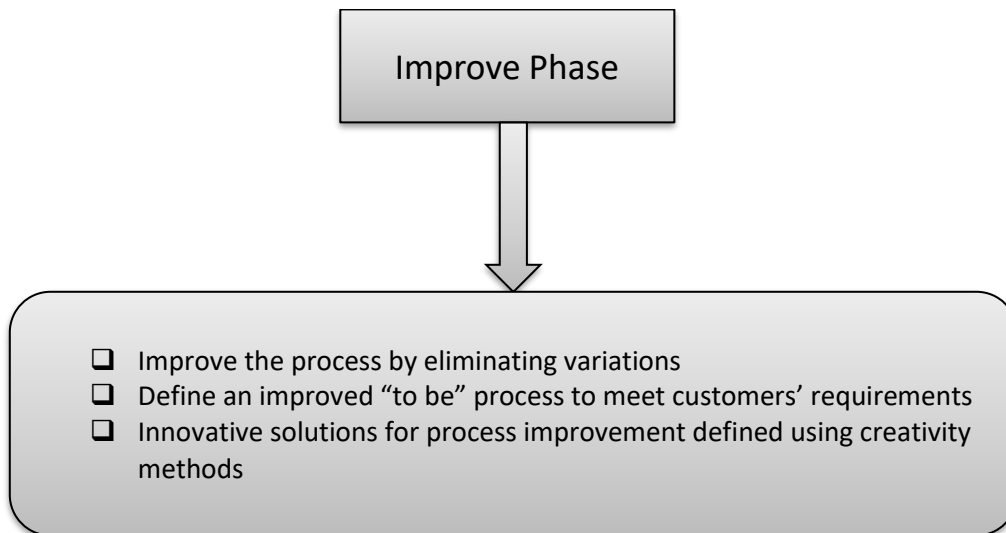 Improve Phase
❑ Improve the process by eliminating variations
❑ Define an improved “to be” process to meet customers’ requirements
❑ Innovative solutions for process improvement defined using creativity
methods